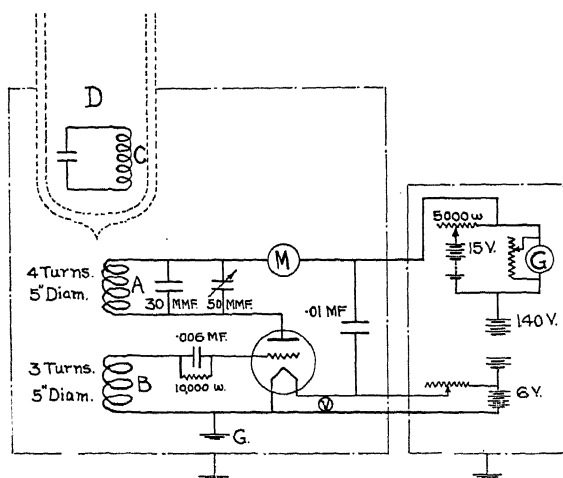 D
C
5000 ω
15 V.
G
4 Turns.
5" Diam.
A
30 MMF.
50 MMF.
M
.01 MF
140 V.
.006 MF.
10,000 ω.
3 Turns.
5" Diam.
B
V
6 V.
G.